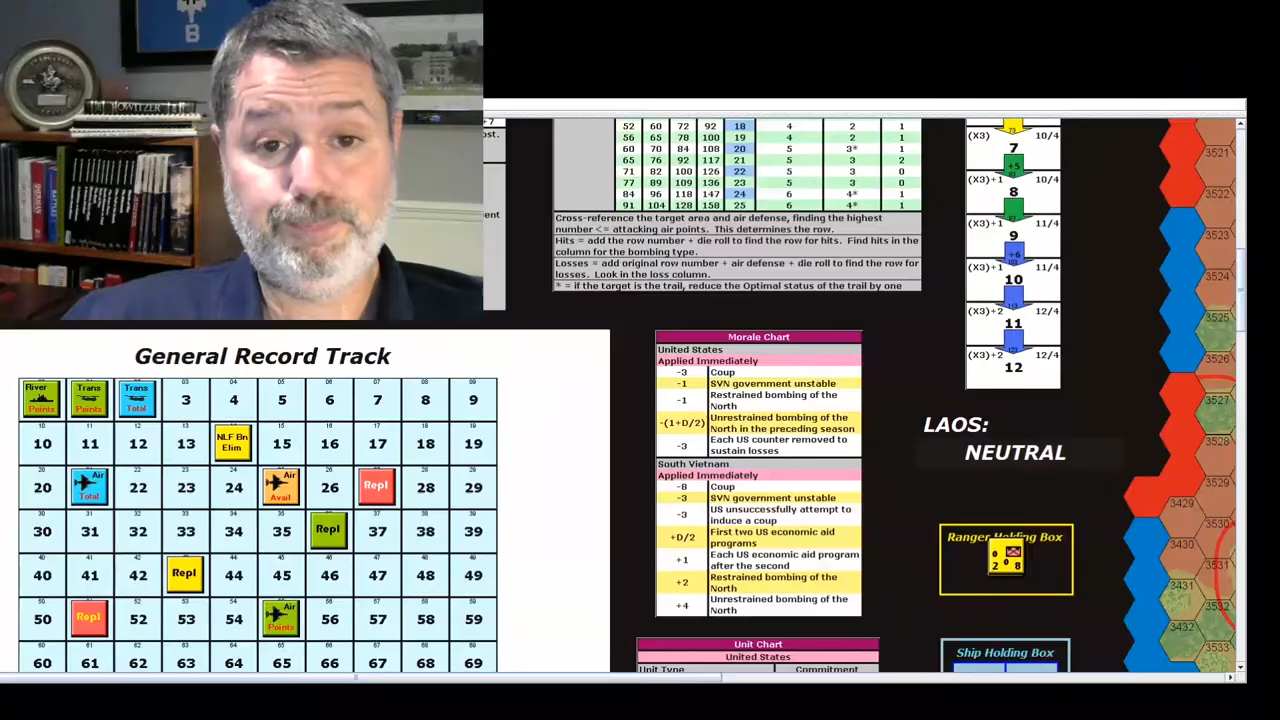 B
HOWITZER
+7
ost.
ent
52 60 72 92 18 4 2 1
56 65 78 100 19 4 2 1
60 70 84 108 20 5 3* 1
65 76 92 117 21 5 3 2
71 82 100 126 22 5 3 0
77 89 109 136 23 5 3 0
84 96 118 147 24 6 4* 1
91 104 128 158 25 6 4* 1
Cross-reference the target area and air defense, finding the highest
number <= attacking air points. This determines the row.
Hits = add the row number + die roll to find the row for hits. Find hits in the
column for the bombing type.
Losses = add original row number + air defense + die roll to find the row for
losses. Look in the loss column.
* = if the target is the trail, reduce the Optimal status of the trail by one
(X3) 10/4
7
+5
(X3)+1 10/4
8
(X3)+1 11/4
9
+6
(X3)+1 11/4
10
(X3)+2 12/4
11
(X3)+2 12/4
12
LAOS:
NEUTRAL
Ranger Holding Box
0
2 0 8
Ship Holding Box
3521
3522
3523
3524
3525
3526
3527
3528
3529
3429
3530
3430
3531
3431
3532
3432
3533
General Record Track
River Points Trans Points Trans Total 3 4 5 6 7 8 9
10 11 12 13 NLF Bn Elim 15 16 17 18 19
20 Air Total 22 23 24 Air Avail 26 Repl 28 29
30 31 32 33 34 35 Repl 37 38 39
40 41 42 Repl 44 45 46 47 48 49
50 Repl 52 53 54 Air Points 56 57 58 59
60 61 62 63 64 65 66 67 68 69
Morale Chart
United States
Applied Immediately
-3 Coup
-1 SVN government unstable
-1 Restrained bombing of the
North
-(1+D/2) Unrestrained bombing of the
North in the preceding season
-3 Each US counter removed to
sustain losses
South Vietnam
Applied Immediately
-8 Coup
-3 SVN government unstable
-3 US unsuccessfully attempt to
induce a coup
+D/2 First two US economic aid
programs
+1 Each US economic aid program
after the second
+2 Restrained bombing of the
North
+4 Unrestrained bombing of the
North
Unit Chart
United States
Unit Type Commitment